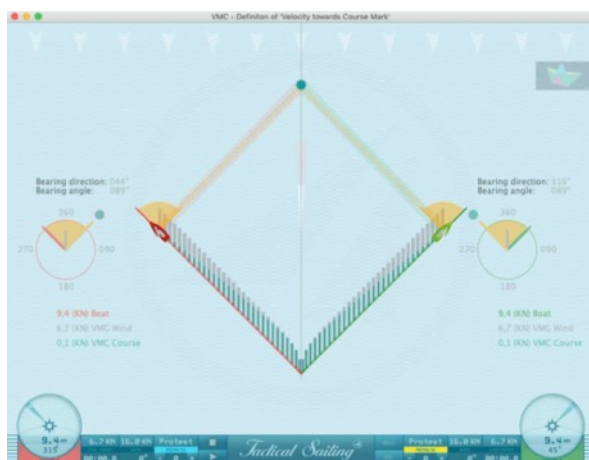 VMC - Definiton of 'Velocity towards Course Mark'
Bearing direction: 044°
Bearing angle: 089°
360
270
090
180
9,4 (KN) Boat
6,7 (KN) VMG Wind
0,1 (KN) VMC Course
Bearing direction: 316°
Bearing angle: 089°
360
270
090
180
9,4 (KN) Boat
6,7 (KN) VMG Wind
0,1 (KN) VMC Course
9.4
315°
6.7 KN
16.0 KN
Protest
Tactical Sailing
Protest
16.0 KN
6.7 KN
9.4
45°